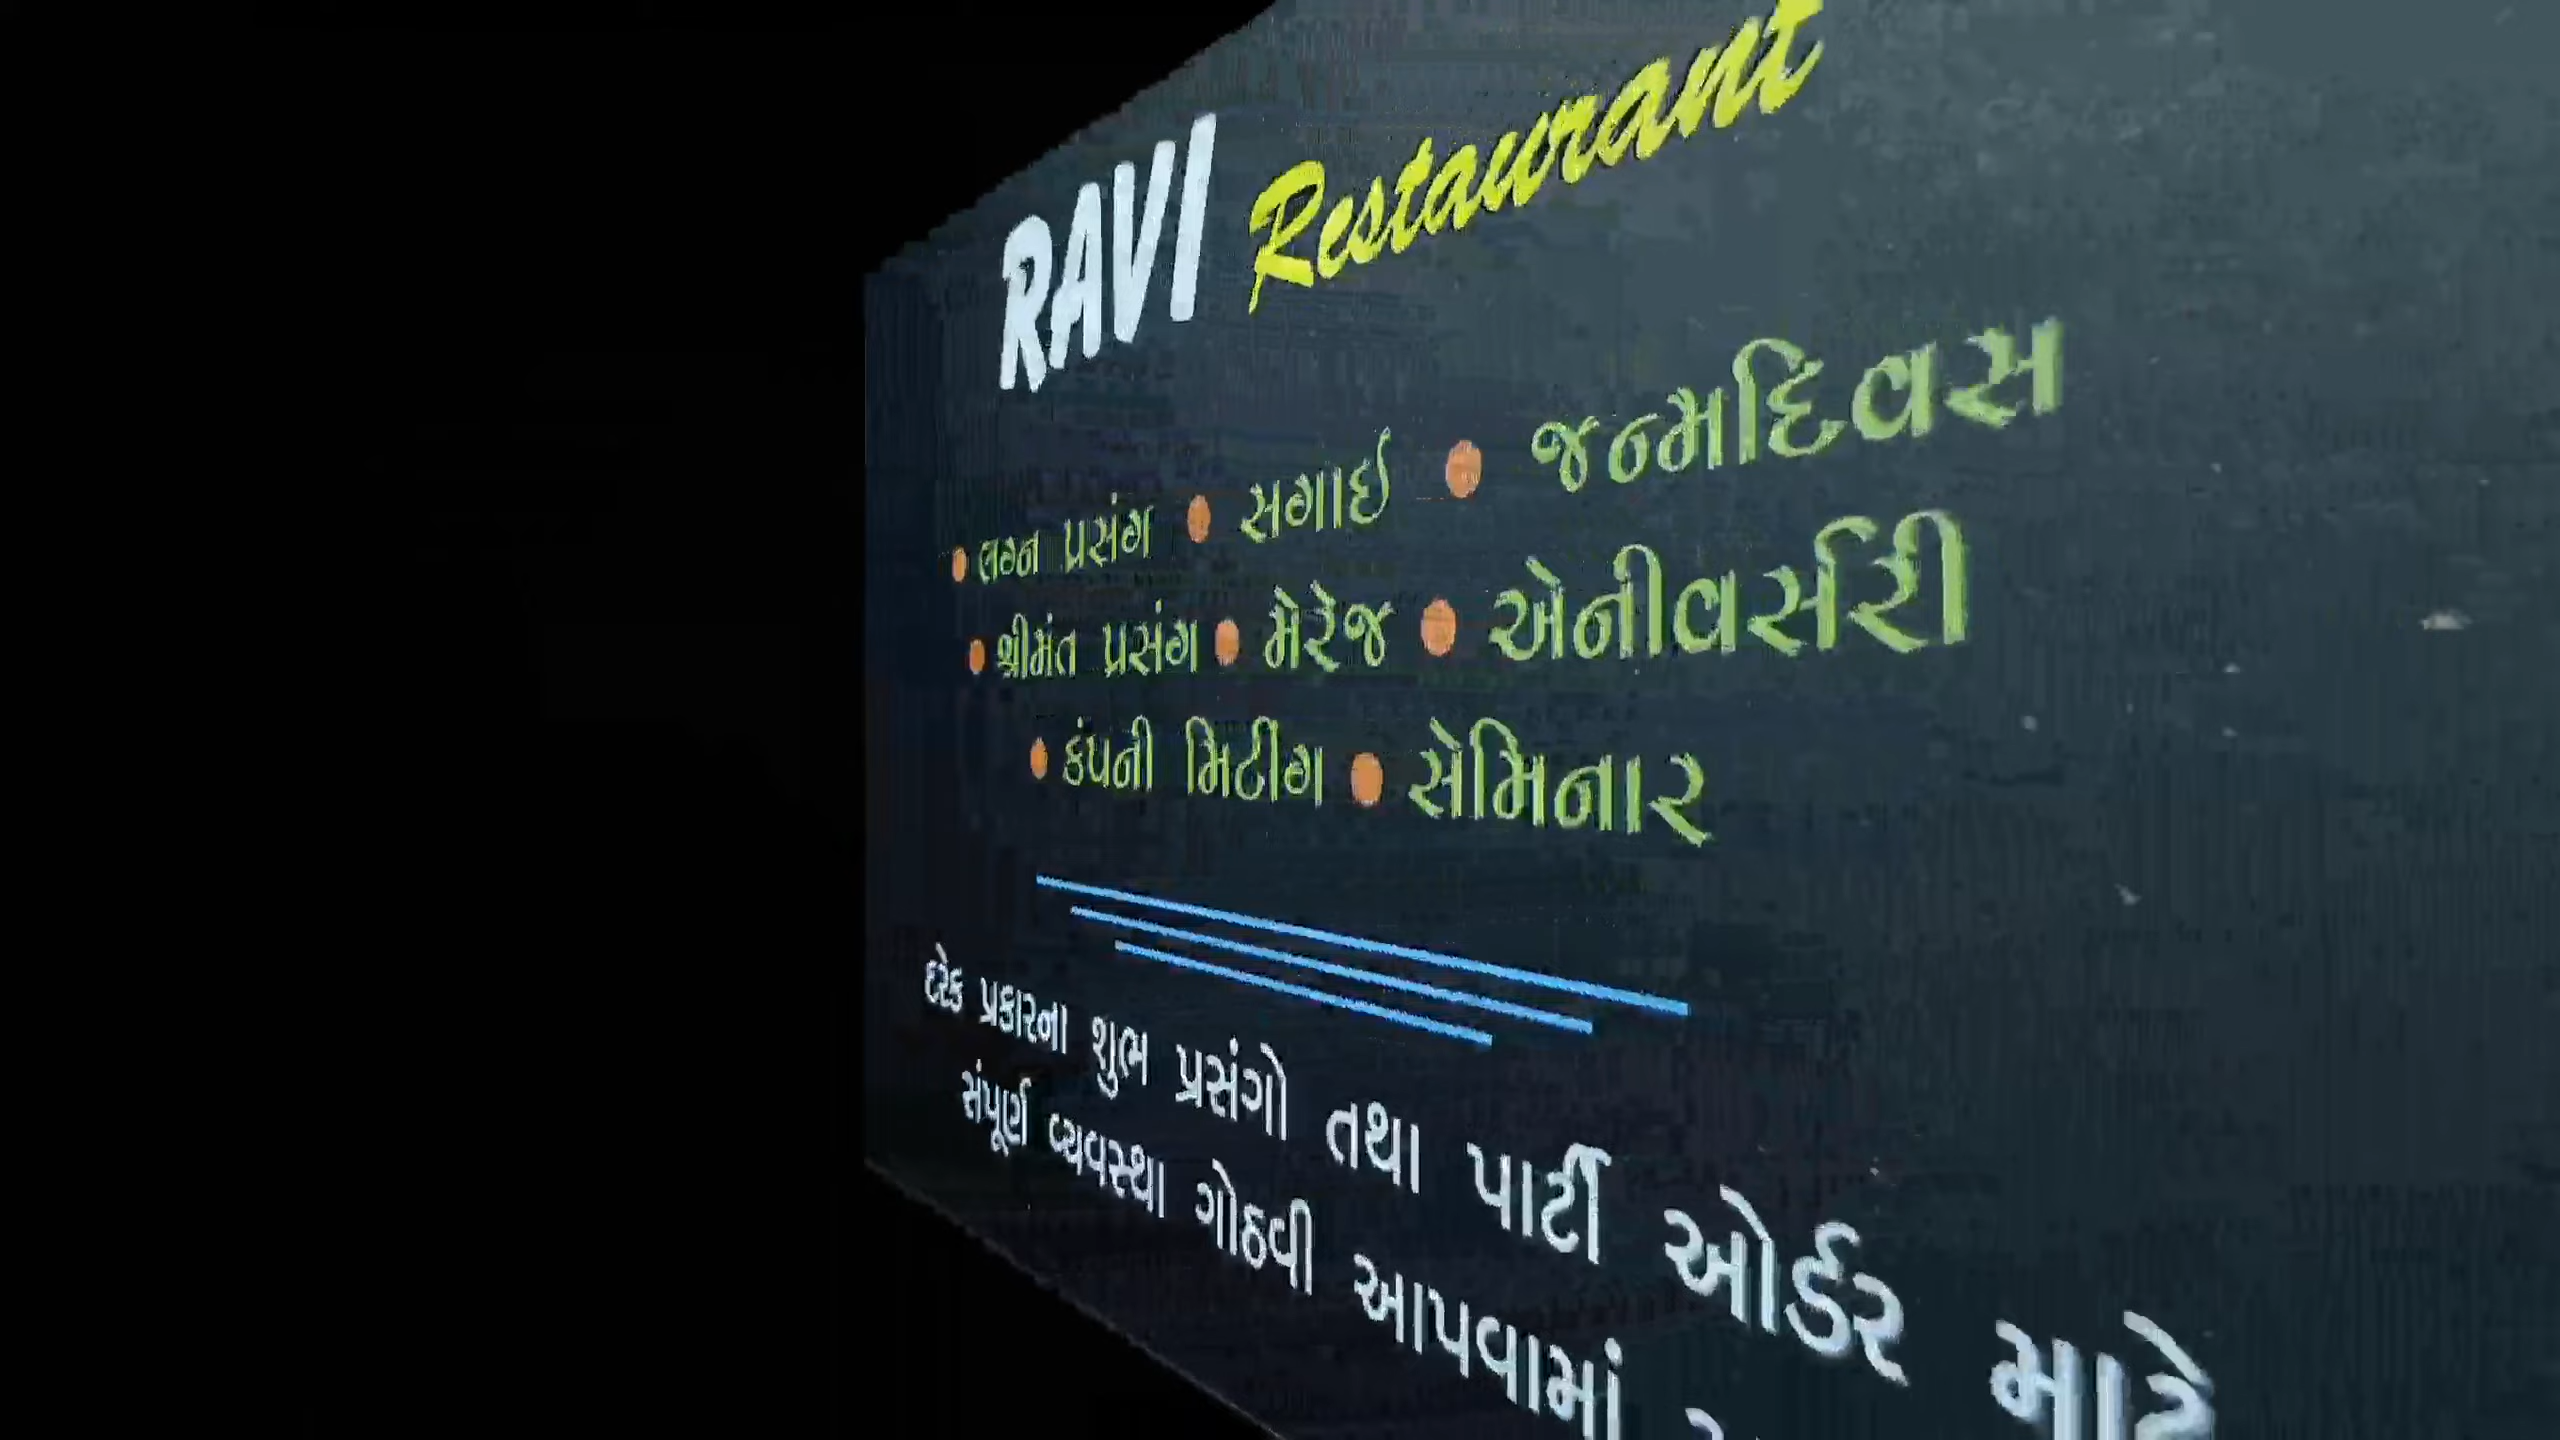 RAVI Restaurant
• લગ્ન પ્રસંગ • સગાઈ • જન્મદિવસ
• શ્રીમંત પ્રસંગ • મેરેજ • એનીવર્સરી
• કંપની મિટીંગ • સેમિનાર
દરેક પ્રકારના શુભ પ્રસંગો તથા પાર્ટી ઓર્ડર માટે
સંપૂર્ણ વ્યવસ્થા ગોઠવી આપવામાં